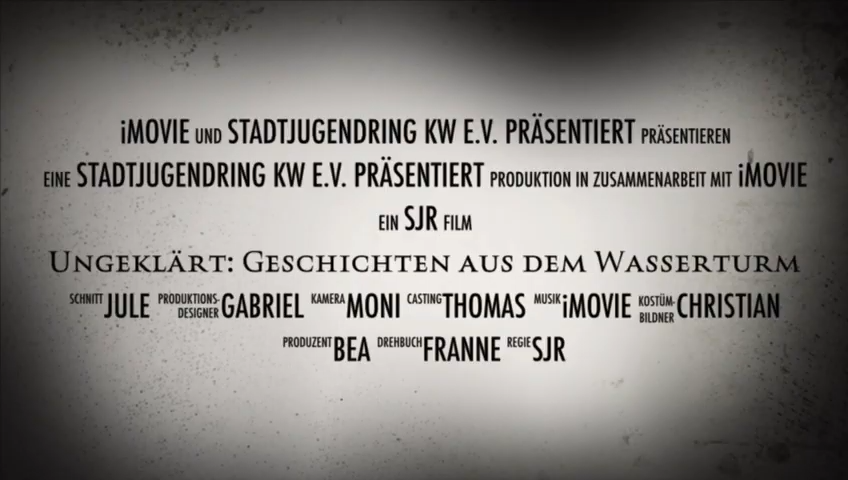 iMOVIE UND STADTJUGENDRING KW E.V. PRÄSENTIERT PRÄSENTIEREN
EINE STADTJUGENDRING KW E.V. PRÄSENTIERT PRODUKTION IN ZUSAMMENARBEIT MIT iMOVIE
EIN SJR FILM
UNGEKLÄRT: GESCHICHTEN AUS DEM WASSERTURM
SCHNITT JULE PRODUKTIONS-DESIGNER GABRIEL KAMERA MONI CASTING THOMAS MUSIK iMOVIE KOSTÜM-BILDNER CHRISTIAN
PRODUZENT BEA DREHBUCH FRANNE REGIE SJR